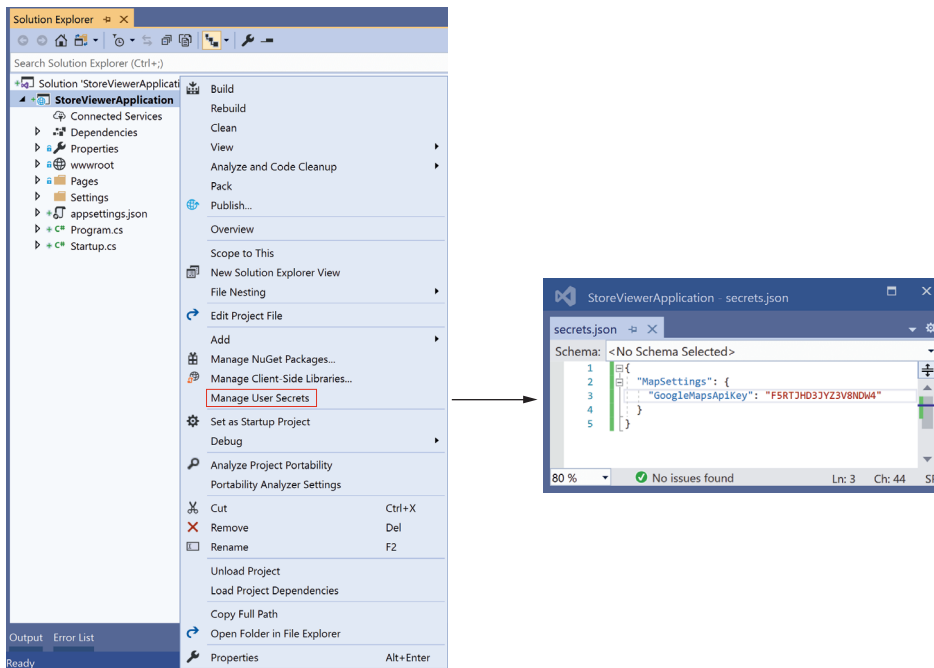 Solution Explorer
Search Solution Explorer (Ctrl+;)
Solution 'StoreViewerApplicati
StoreViewerApplication
Connected Services
Dependencies
Properties
wwwroot
Pages
Settings
appsettings.json
C# Program.cs
C# Startup.cs
Output Error List
Ready
Build
Rebuild
Clean
View
Analyze and Code Cleanup
Pack
Publish...
Overview
Scope to This
New Solution Explorer View
File Nesting
Edit Project File
Add
Manage NuGet Packages...
Manage Client-Side Libraries...
Manage User Secrets
Set as Startup Project
Debug
Analyze Project Portability
Portability Analyzer Settings
Cut Ctrl+X
Remove Del
Rename F2
Unload Project
Load Project Dependencies
Copy Full Path
Open Folder in File Explorer
Properties Alt+Enter
StoreViewerApplication - secrets.json
secrets.json
Schema: <No Schema Selected>
1 {
2 "MapSettings": {
3 "GoogleMapsApiKey": "F5RTJHD3JYZ3V8NDW4"
4 }
5 }
80 % No issues found Ln: 3 Ch: 44 SP